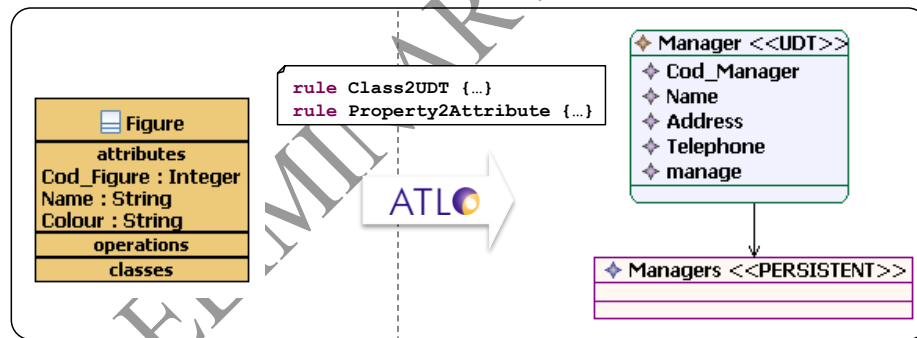 Figure
attributes
Cod_Figure : Integer
Name : String
Colour : String
operations
classes
rule Class2UDT {…}
rule Property2Attribute {…}
ATL
Manager <<UDT>>
Cod_Manager
Name
Address
Telephone
manage
Managers <<PERSISTENT>>